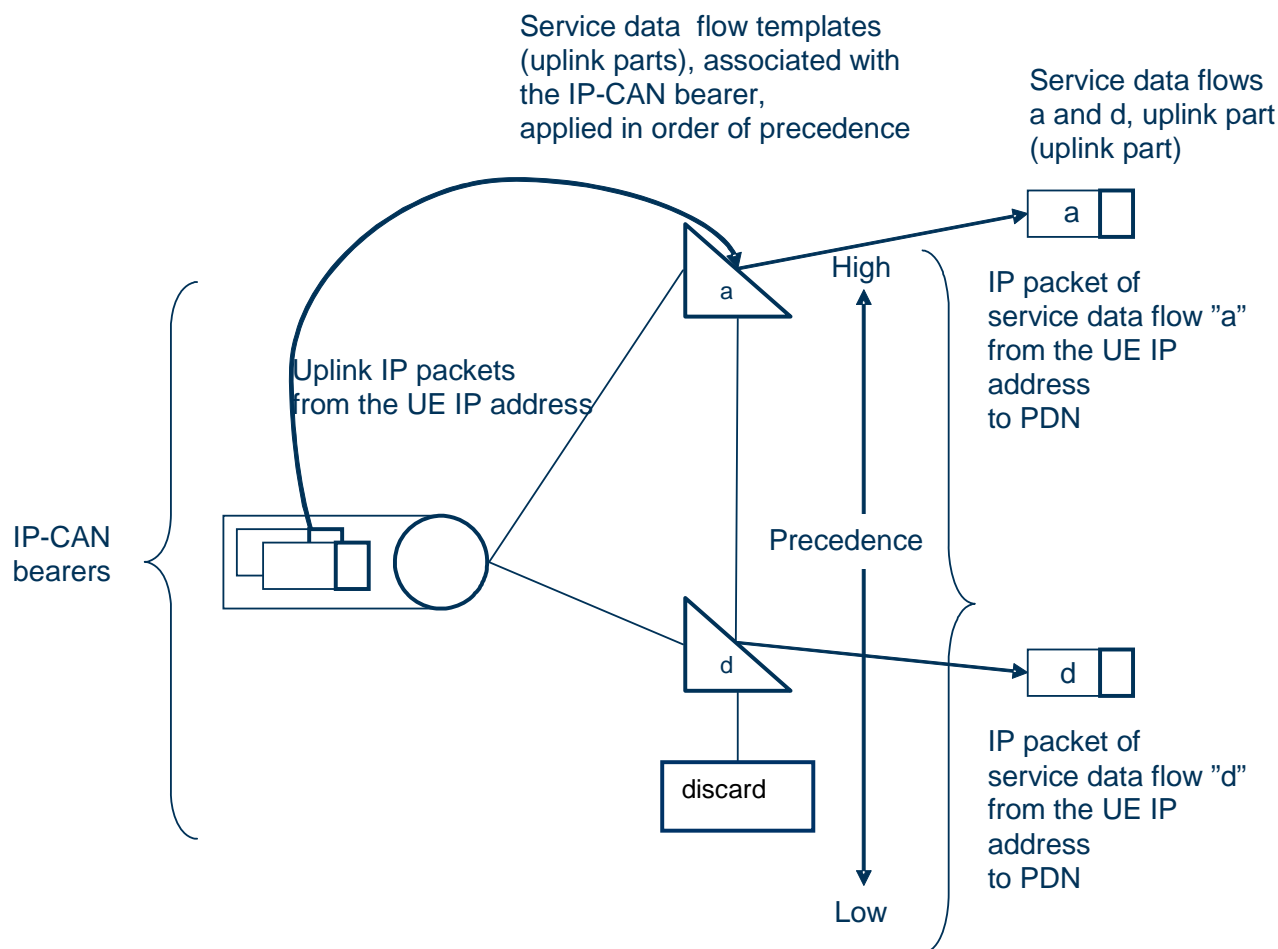 Service data flow templates
(uplink parts), associated with
the IP-CAN bearer,
applied in order of precedence
Service data flows
a and d, uplink part
(uplink part)
a
a
High
IP packet of
service data flow ”a”
from the UE IP
address
to PDN
Uplink IP packets
from the UE IP address
IP-CAN
bearers
Precedence
d
d
discard
IP packet of
service data flow ”d”
from the UE IP
address
to PDN
Low